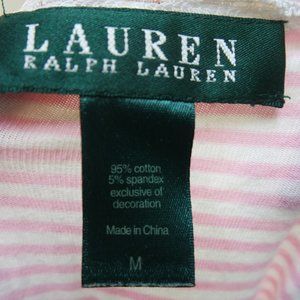 LAUREN
RALPH LAUREN
95% cotton
5% spandex
exclusive of
decoration
Made in China
M